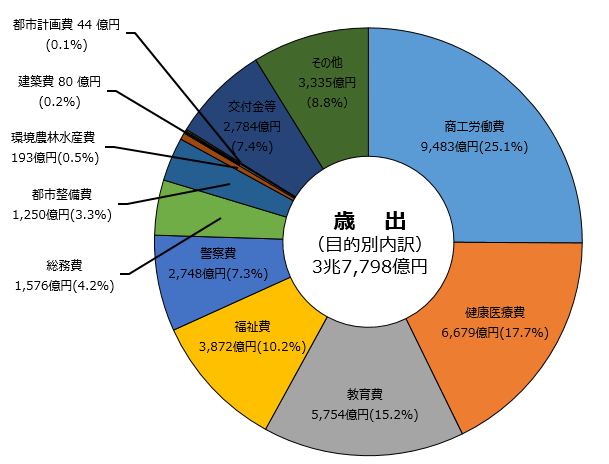 歳　出
（目的別内訳）
3兆7,798億円
商工労働費
9,483億円(25.1%)
健康医療費
6,679億円(17.7%)
教育費
5,754億円(15.2%)
福祉費
3,872億円(10.2%)
警察費
2,748億円(7.3%)
総務費
1,576億円(4.2%)
都市整備費
1,250億円(3.3%)
環境農林水産費
193億円(0.5%)
建築費 80 億円
(0.2%)
都市計画費 44 億円
(0.1%)
交付金等
2,784億円
(7.4%)
その他
3,335億円
(8.8%)